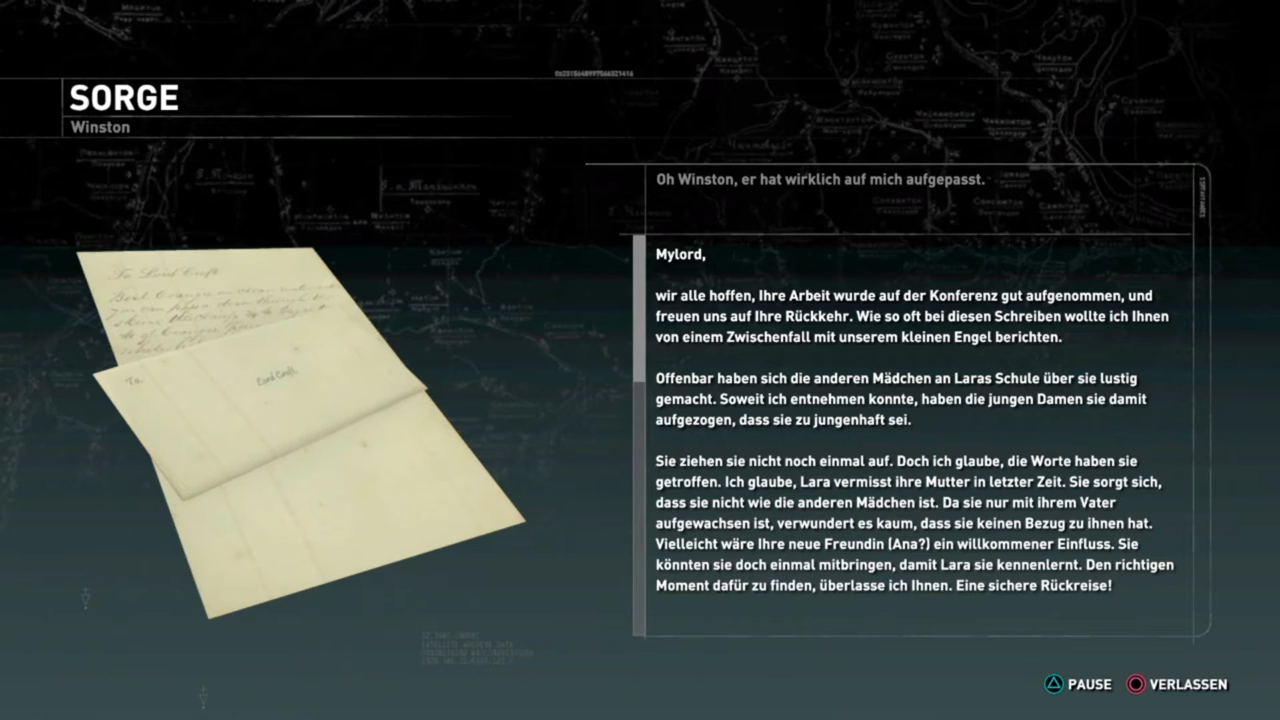 SORGE
Winston
Oh Winston, er hat wirklich auf mich aufgepasst.
Mylord,
wir alle hoffen, Ihre Arbeit wurde auf der Konferenz gut aufgenommen, und
freuen uns auf Ihre Rückkehr. Wie so oft bei diesen Schreiben wollte ich Ihnen
von einem Zwischenfall mit unserem kleinen Engel berichten.
Offenbar haben sich die anderen Mädchen an Laras Schule über sie lustig
gemacht. Soweit ich entnehmen konnte, haben die jungen Damen sie damit
aufgezogen, dass sie zu jungenhaft sei.
Sie ziehen sie nicht noch einmal auf. Doch ich glaube, die Worte haben sie
getroffen. Ich glaube, Lara vermisst ihre Mutter in letzter Zeit. Sie sorgt sich,
dass sie nicht wie die anderen Mädchen ist. Da sie nur mit ihrem Vater
aufgewachsen ist, verwundert es kaum, dass sie keinen Bezug zu ihnen hat.
Vielleicht wäre Ihre neue Freundin (Ana?) ein willkommener Einfluss. Sie
könnten sie doch einmal mitbringen, damit Lara sie kennenlernt. Den richtigen
Moment dafür zu finden, überlasse ich Ihnen. Eine sichere Rückreise!
To Lord Croft
To:
Lord Croft
PAUSE
VERLASSEN